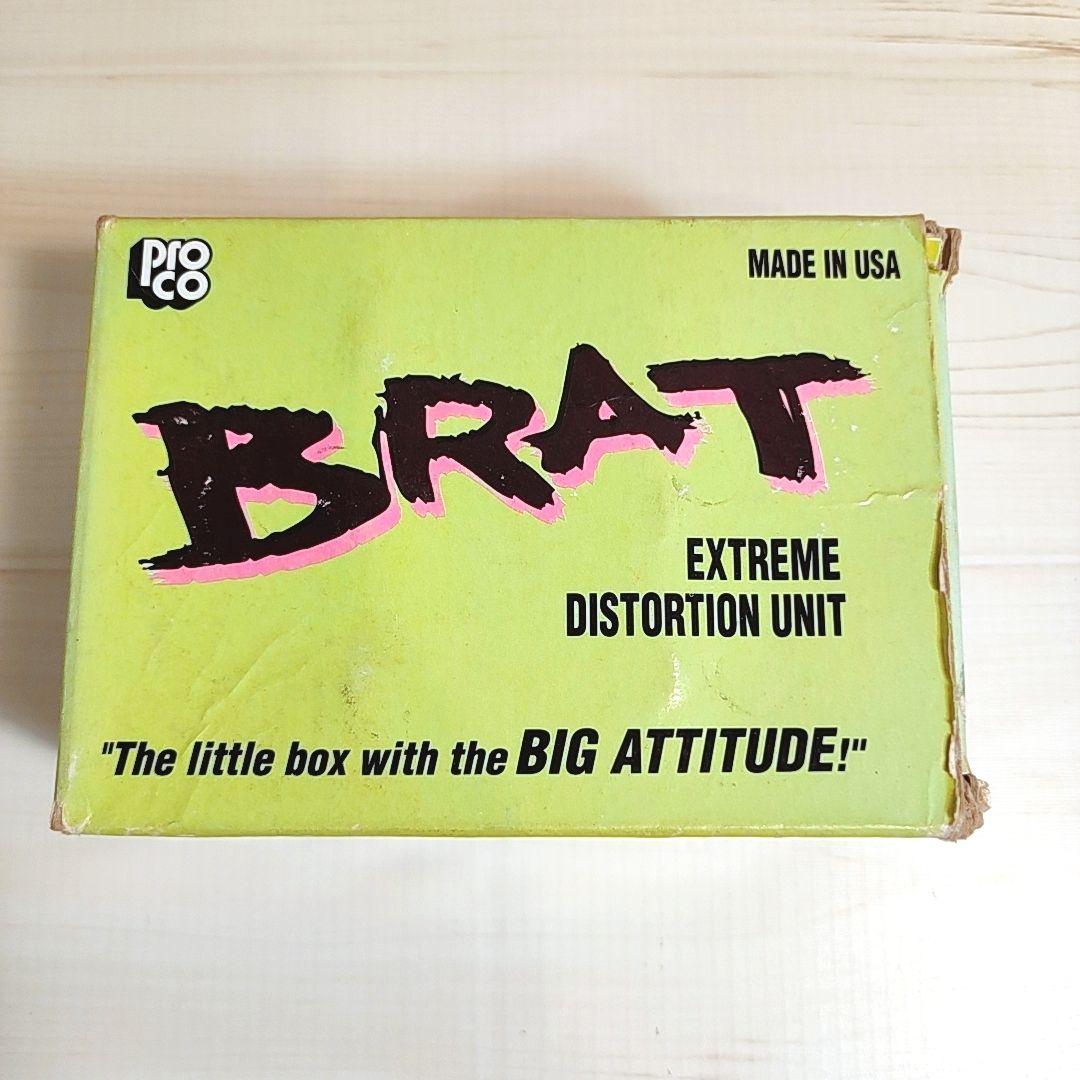 pro
co
MADE IN USA
BRAT
EXTREME
DISTORTION UNIT
"The little box with the BIG ATTITUDE!"